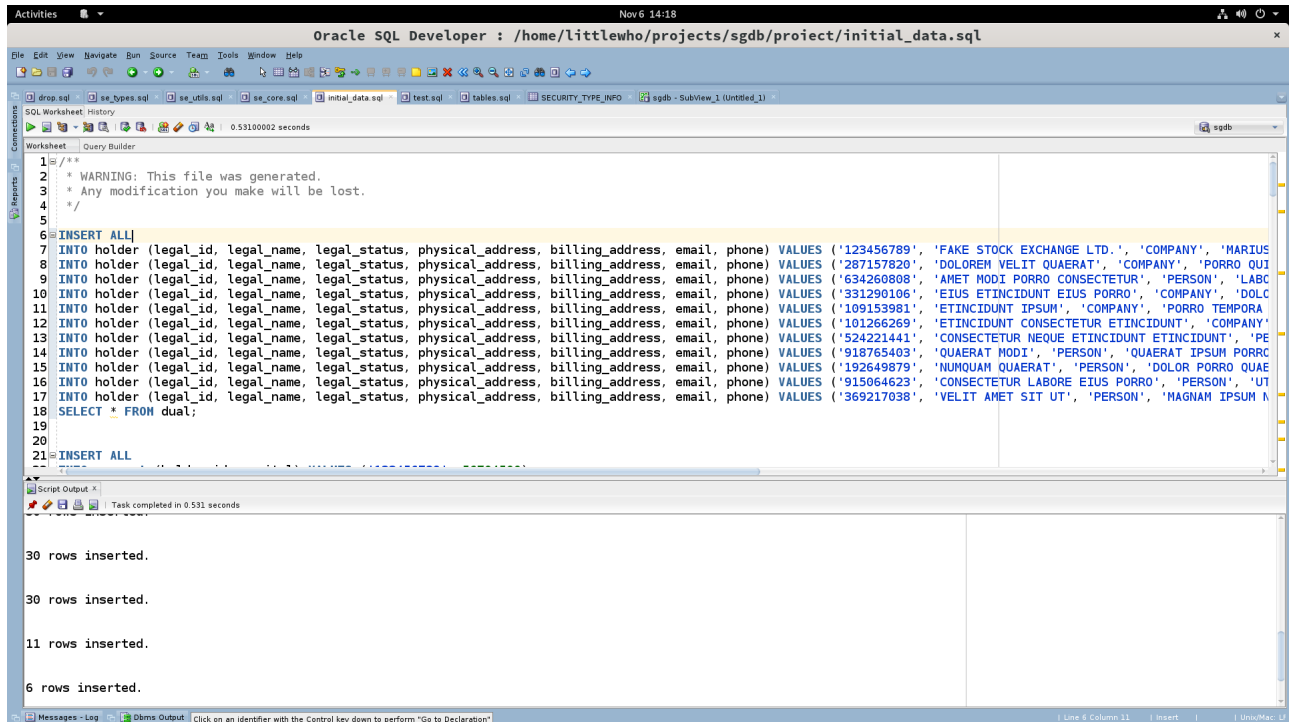 Activities
Nov 6 14:18
Oracle SQL Developer : /home/littlewho/projects/sgdb/project/initial_data.sql
File Edit View Navigate Run Source Team Tools Window Help
drop.sql se_types.sql se_utils.sql se_core.sql initial_data.sql test.sql tables.sql SECURITY_TYPE_INFO sgdb - SubView_1 (Untitled_1)
Connections
Reports
SQL Worksheet History
0.53100002 seconds
sgdb
Worksheet Query Builder
1 /**
2 * WARNING: This file was generated.
3 * Any modification you make will be lost.
4 */
5
6 INSERT ALL
7 INTO holder (legal_id, legal_name, legal_status, physical_address, billing_address, email, phone) VALUES ('123456789', 'FAKE STOCK EXCHANGE LTD.', 'COMPANY', 'MARIUS
8 INTO holder (legal_id, legal_name, legal_status, physical_address, billing_address, email, phone) VALUES ('287157820', 'DOLOREM VELIT QUAERAT', 'COMPANY', 'PORRO QUI
9 INTO holder (legal_id, legal_name, legal_status, physical_address, billing_address, email, phone) VALUES ('634260808', 'AMET MODI PORRO CONSECTETUR', 'PERSON', 'LABO
10 INTO holder (legal_id, legal_name, legal_status, physical_address, billing_address, email, phone) VALUES ('331290106', 'EIUS ETINCIDUNT EIUS PORRO', 'COMPANY', 'DOLO
11 INTO holder (legal_id, legal_name, legal_status, physical_address, billing_address, email, phone) VALUES ('109153981', 'ETINCIDUNT IPSUM', 'COMPANY', 'PORRO TEMPORA
12 INTO holder (legal_id, legal_name, legal_status, physical_address, billing_address, email, phone) VALUES ('101266269', 'ETINCIDUNT CONSECTETUR ETINCIDUNT', 'COMPANY'
13 INTO holder (legal_id, legal_name, legal_status, physical_address, billing_address, email, phone) VALUES ('524221441', 'CONSECTETUR NEQUE ETINCIDUNT ETINCIDUNT', 'PE
14 INTO holder (legal_id, legal_name, legal_status, physical_address, billing_address, email, phone) VALUES ('918765403', 'QUAERAT MODI', 'PERSON', 'QUAERAT IPSUM PORRO
15 INTO holder (legal_id, legal_name, legal_status, physical_address, billing_address, email, phone) VALUES ('192649879', 'NUMQUAM QUAERAT', 'PERSON', 'DOLOR PORRO QUAE
16 INTO holder (legal_id, legal_name, legal_status, physical_address, billing_address, email, phone) VALUES ('915064623', 'CONSECTETUR LABORE EIUS PORRO', 'PERSON', 'UT
17 INTO holder (legal_id, legal_name, legal_status, physical_address, billing_address, email, phone) VALUES ('369217038', 'VELIT AMET SIT UT', 'PERSON', 'MAGNAM IPSUM N
18 SELECT * FROM dual;
19
20
21 INSERT ALL
Script Output
Task completed in 0.531 seconds
30 rows inserted.
30 rows inserted.
11 rows inserted.
6 rows inserted.
Messages - Log Dbms Output Click on an identifier with the Control key down to perform "Go to Declaration"
Line 6 Column 11 Insert Unix/Mac: LF